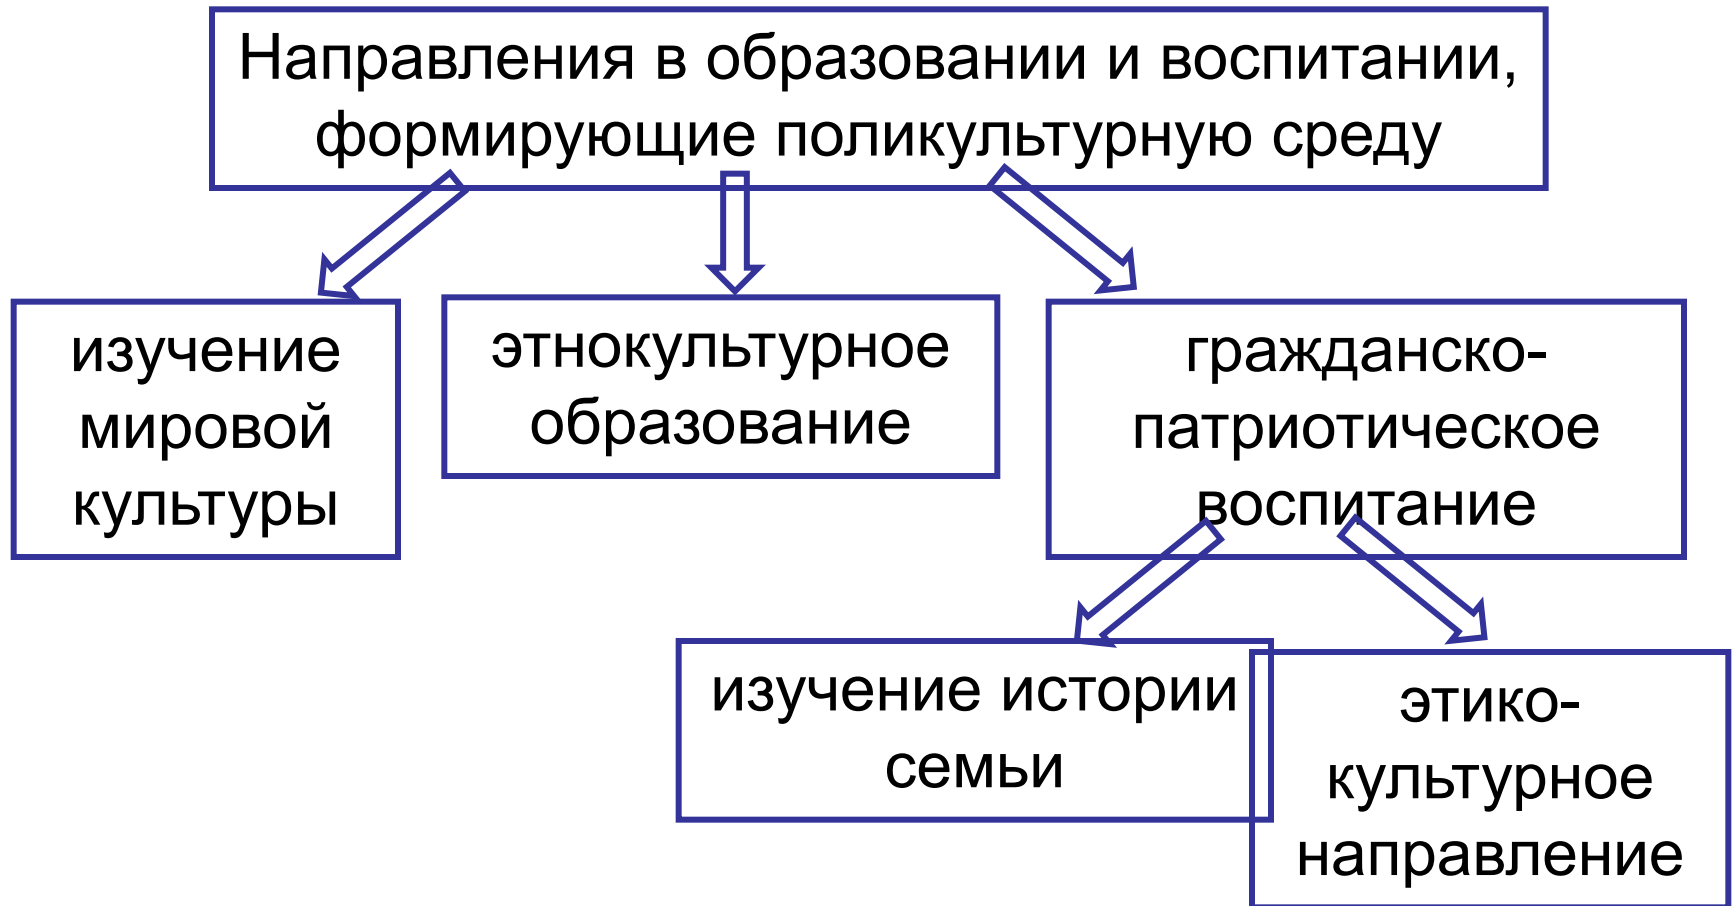 Направления в образовании и воспитании,
формирующие поликультурную среду
изучение
мировой
культуры
этнокультурное
образование
гражданско-
патриотическое
воспитание
изучение истории
семьи
этико-
культурное
направление